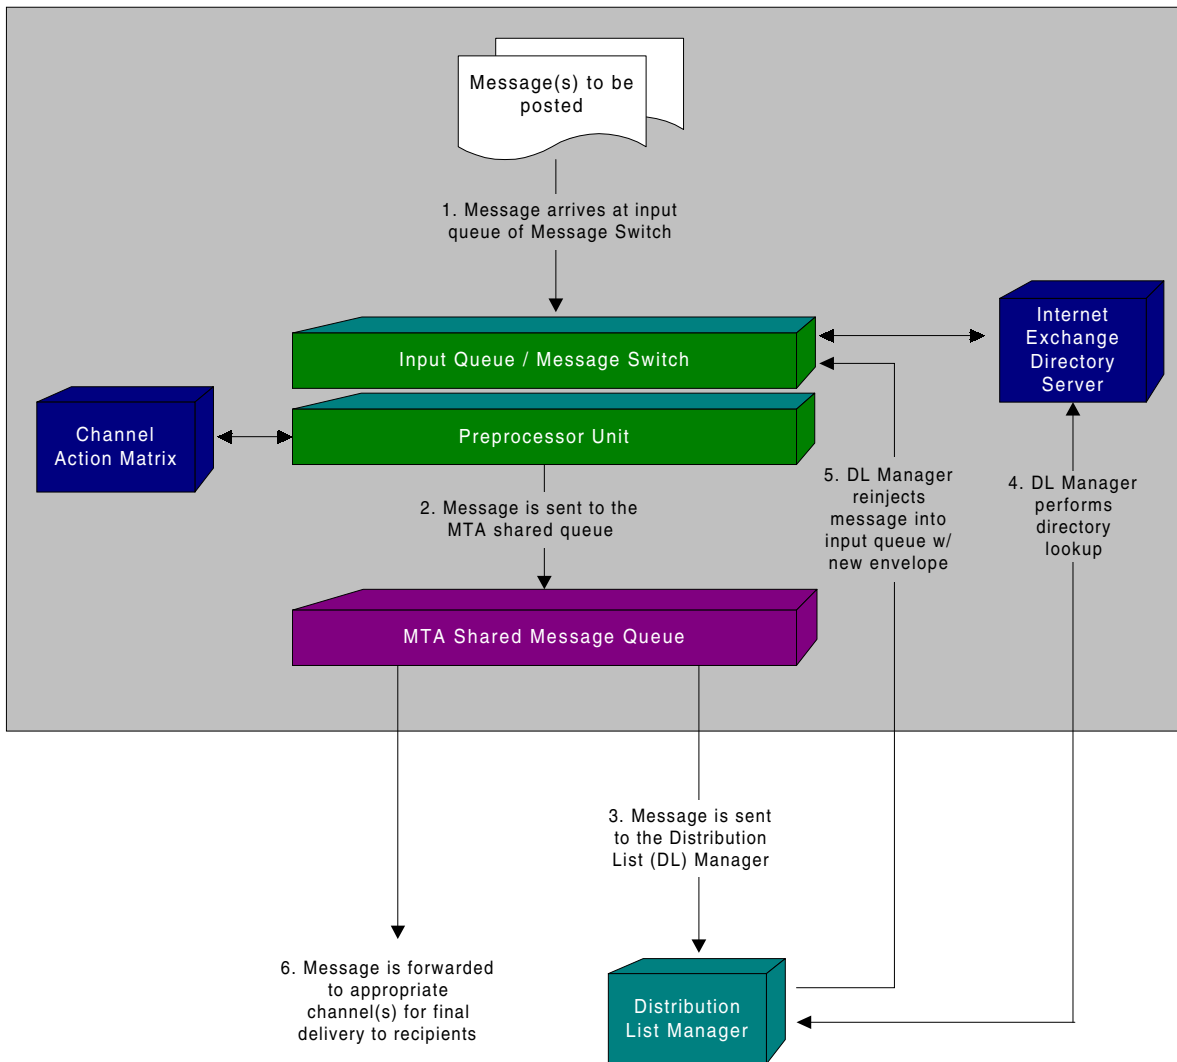 Message(s) to be
posted
1. Message arrives at input
queue of Message Switch
Internet
Exchange
Directory
Server
Input Queue / Message Switch
Channel
Action Matrix
Preprocessor Unit
2. Message is sent to the
MTA shared queue
5. DL Manager
reinjects
message into
input queue w/
new envelope
4. DL Manager
performs
directory
lookup
MTA Shared Message Queue
3. Message is sent
to the Distribution
List (DL) Manager
6. Message is forwarded
to appropriate
channel(s) for final
delivery to recipients
Distribution
List Manager